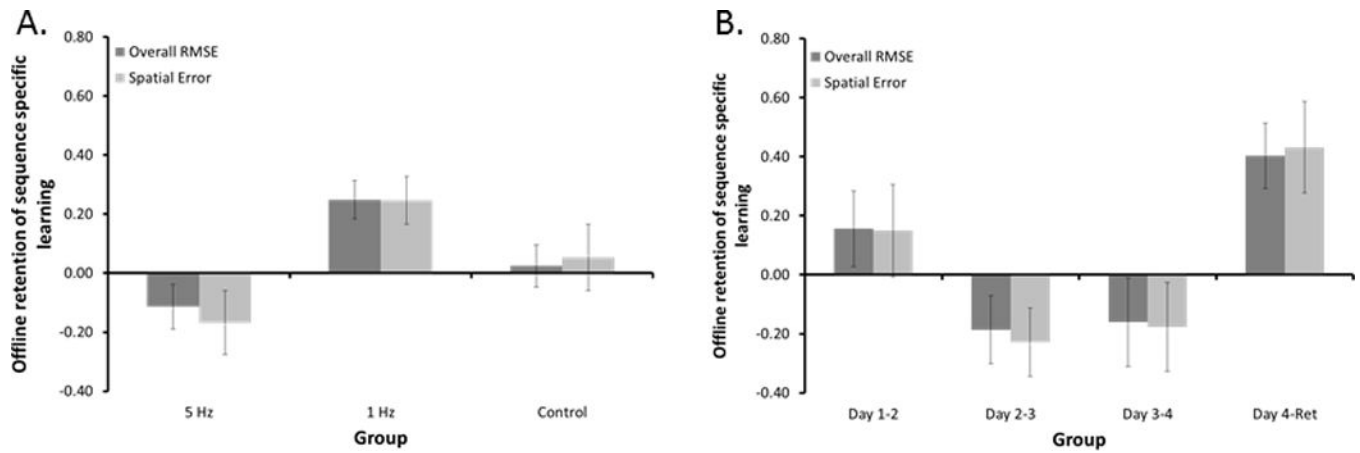 A.
Offline retention of sequence specific
learning
0.80
0.60
0.40
0.20
0.00
-0.20
-0.40
Overall RMSE
Spatial Error
5 Hz
1 Hz
Control
Group
B.
Offline retention of sequence specific
learning
0.80
0.60
0.40
0.20
0.00
-0.20
-0.40
Overall RMSE
Spatial Error
Day 1-2
Day 2-3
Day 3-4
Day 4-Ret
Group